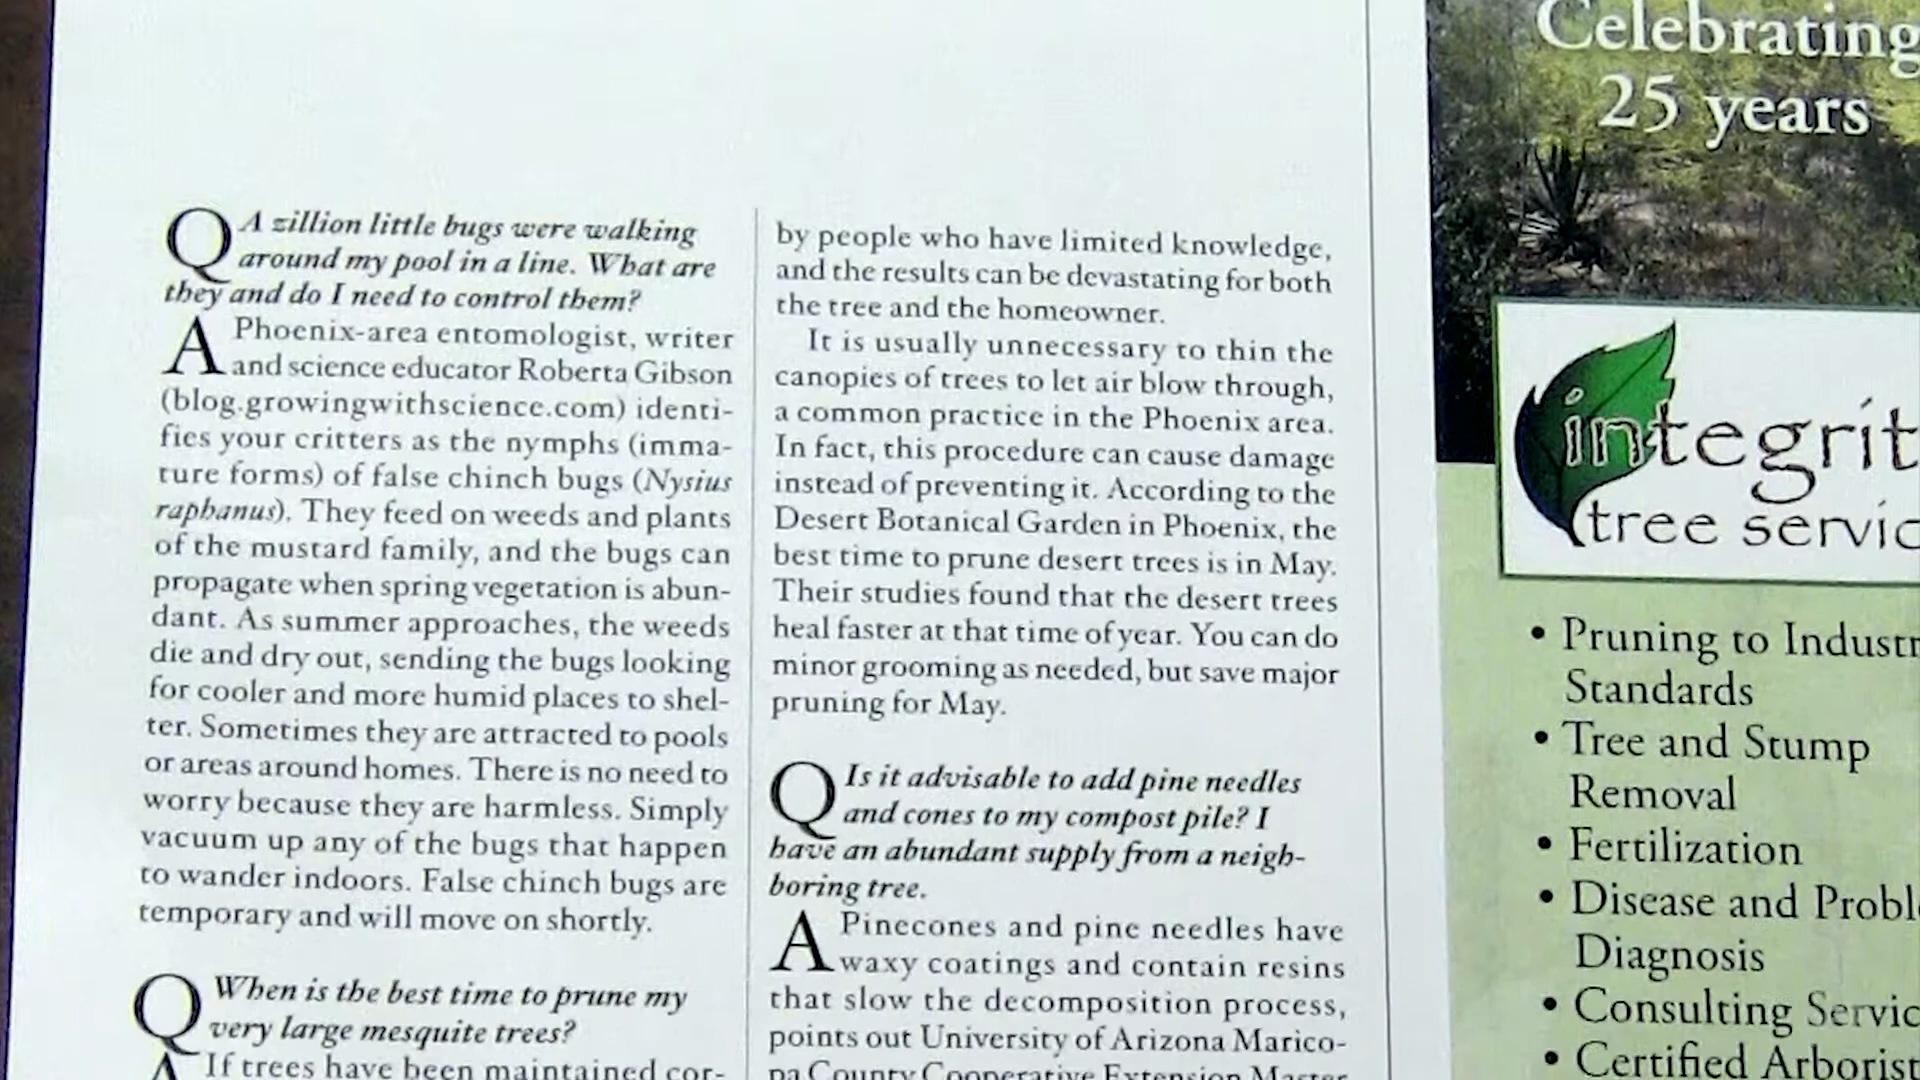 Q A zillion little bugs were walking
around my pool in a line. What are
they and do I need to control them?
A Phoenix-area entomologist, writer
and science educator Roberta Gibson
(blog.growingwithscience.com) identi-
fies your critters as the nymphs (imma-
ture forms) of false chinch bugs (Nysius
raphanus). They feed on weeds and plants
of the mustard family, and the bugs can
propagate when spring vegetation is abun-
dant. As summer approaches, the weeds
die and dry out, sending the bugs looking
for cooler and more humid places to shel-
ter. Sometimes they are attracted to pools
or areas around homes. There is no need to
worry because they are harmless. Simply
vacuum up any of the bugs that happen
to wander indoors. False chinch bugs are
temporary and will move on shortly.
Q When is the best time to prune my
very large mesquite trees?
A If trees have been maintained cor-
by people who have limited knowledge,
and the results can be devastating for both
the tree and the homeowner.
It is usually unnecessary to thin the
canopies of trees to let air blow through,
a common practice in the Phoenix area.
In fact, this procedure can cause damage
instead of preventing it. According to the
Desert Botanical Garden in Phoenix, the
best time to prune desert trees is in May.
Their studies found that the desert trees
heal faster at that time of year. You can do
minor grooming as needed, but save major
pruning for May.
Q Is it advisable to add pine needles
and cones to my compost pile? I
have an abundant supply from a neigh-
boring tree.
A Pinecones and pine needles have
waxy coatings and contain resins
that slow the decomposition process,
points out University of Arizona Marico-
pa County Cooperative Extension Master
Celebrating
25 years
integrit
tree servic
• Pruning to Industr
Standards
• Tree and Stump
Removal
• Fertilization
• Disease and Proble
Diagnosis
• Consulting Servic
• Certified Arborist